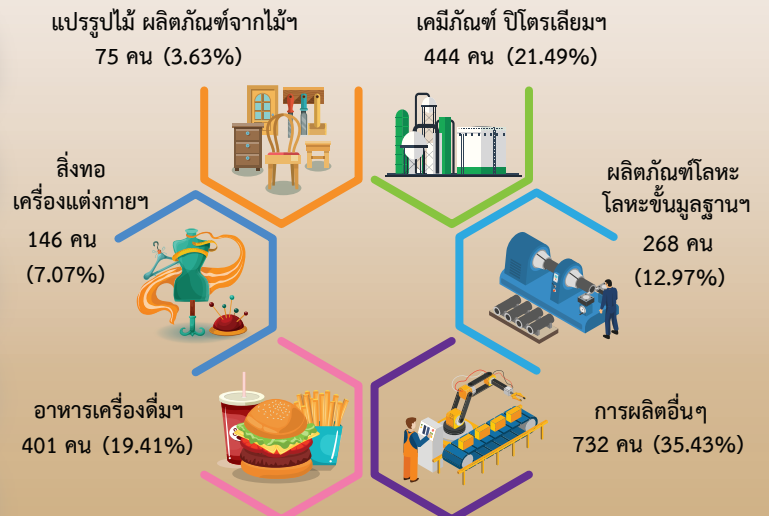 แปรรูปไม้ ผลิตภัณฑ์จากไม้ฯ
75 คน (3.63%)
เคมีภัณฑ์ ปิโตรเลียมฯ
444 คน (21.49%)
สิ่งทอ
เครื่องแต่งกายฯ
146 คน
(7.07%)
ผลิตภัณฑ์โลหะ
โลหะขั้นมูลฐานฯ
268 คน
(12.97%)
อาหารเครื่องดื่มฯ
401 คน (19.41%)
การผลิตอื่นๆ
732 คน (35.43%)